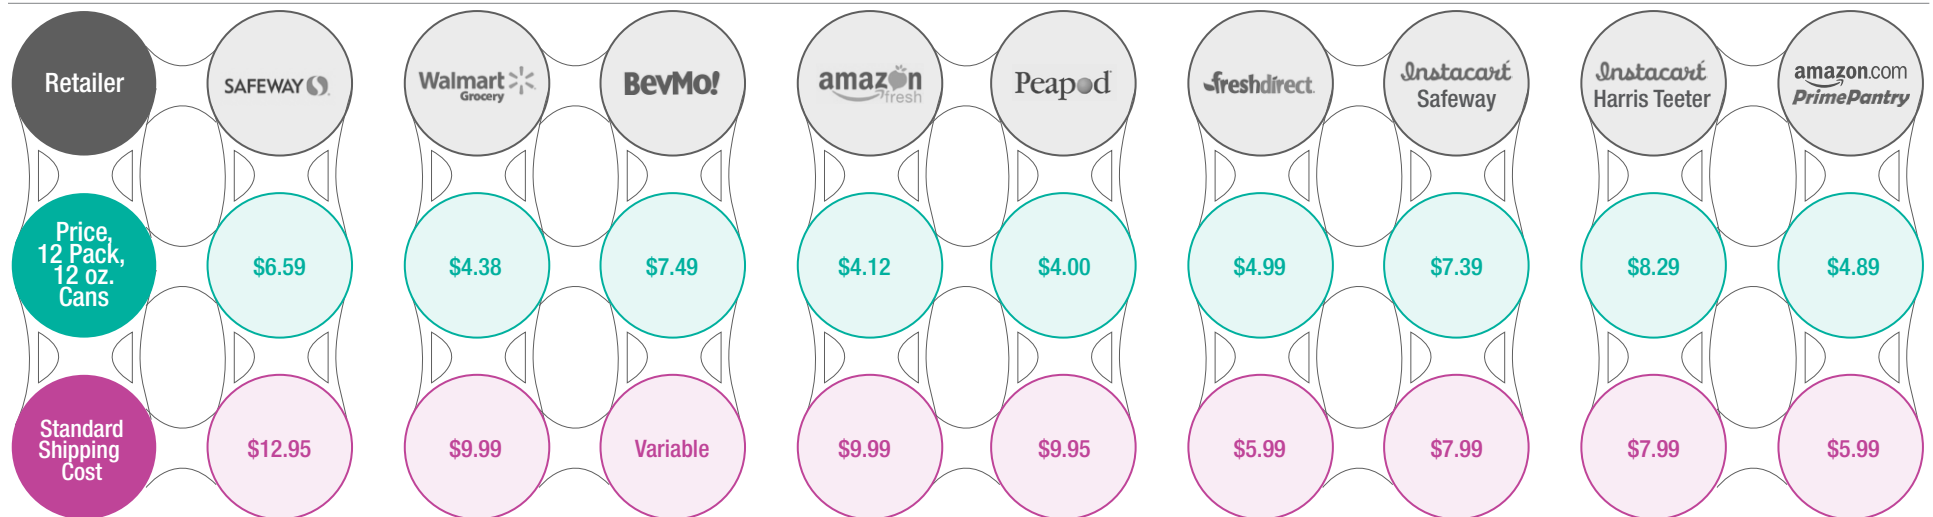 Retailer
SAFEWAY
Walmart
Grocery
BevMo!
amazon
fresh
Peapod
freshdirect.
Instacart
Safeway
Instacart
Harris Teeter
amazon.com
PrimePantry
Price,
12 Pack,
12 oz.
Cans
$6.59
$4.38
$7.49
$4.12
$4.00
$4.99
$7.39
$8.29
$4.89
Standard
Shipping
Cost
$12.95
$9.99
Variable
$9.99
$9.95
$5.99
$7.99
$7.99
$5.99